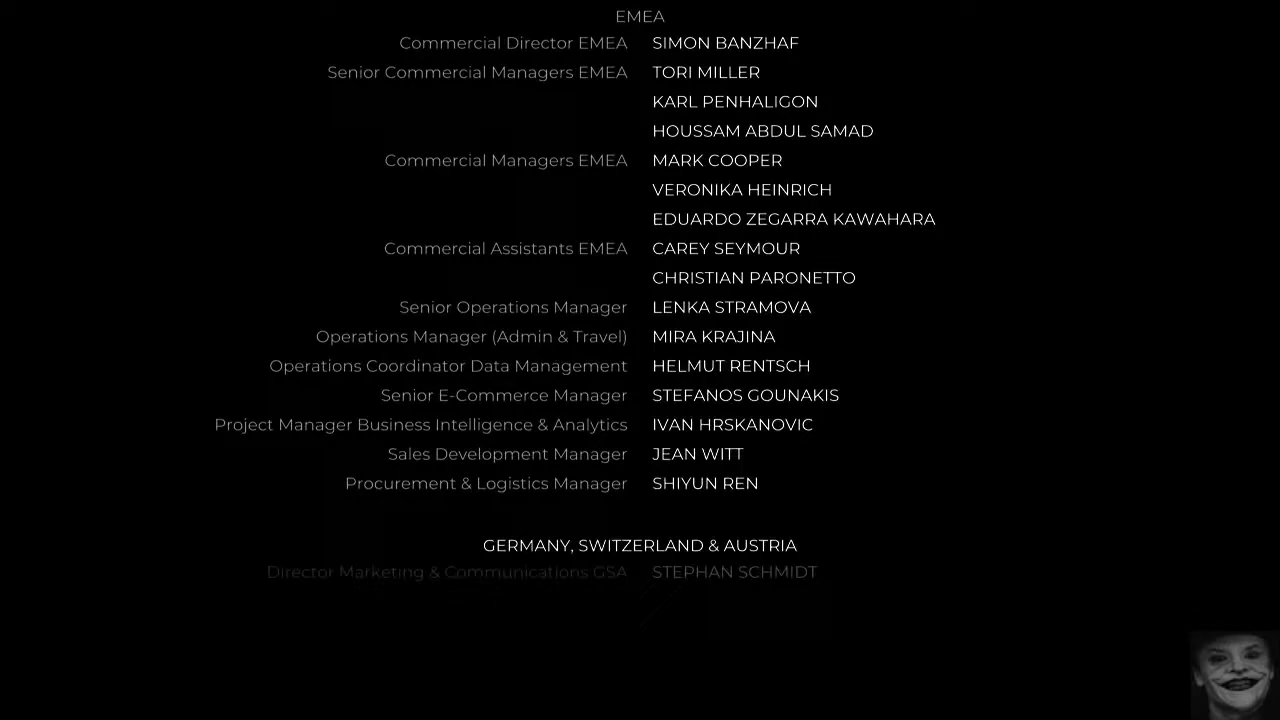 EMEA
Commercial Director EMEA SIMON BANZHAF
Senior Commercial Managers EMEA TORI MILLER
KARL PENHALIGON
HOUSSAM ABDUL SAMAD
Commercial Managers EMEA MARK COOPER
VERONIKA HEINRICH
EDUARDO ZEGARRA KAWAHARA
Commercial Assistants EMEA CAREY SEYMOUR
CHRISTIAN PARONETTO
Senior Operations Manager LENKA STRAMOVA
Operations Manager (Admin & Travel) MIRA KRAJINA
Operations Coordinator Data Management HELMUT RENTSCH
Senior E-Commerce Manager STEFANOS GOUNAKIS
Project Manager Business Intelligence & Analytics IVAN HRSKANOVIC
Sales Development Manager JEAN WITT
Procurement & Logistics Manager SHIYUN REN
GERMANY, SWITZERLAND & AUSTRIA
Director Marketing & Communications GSA STEPHAN SCHMIDT